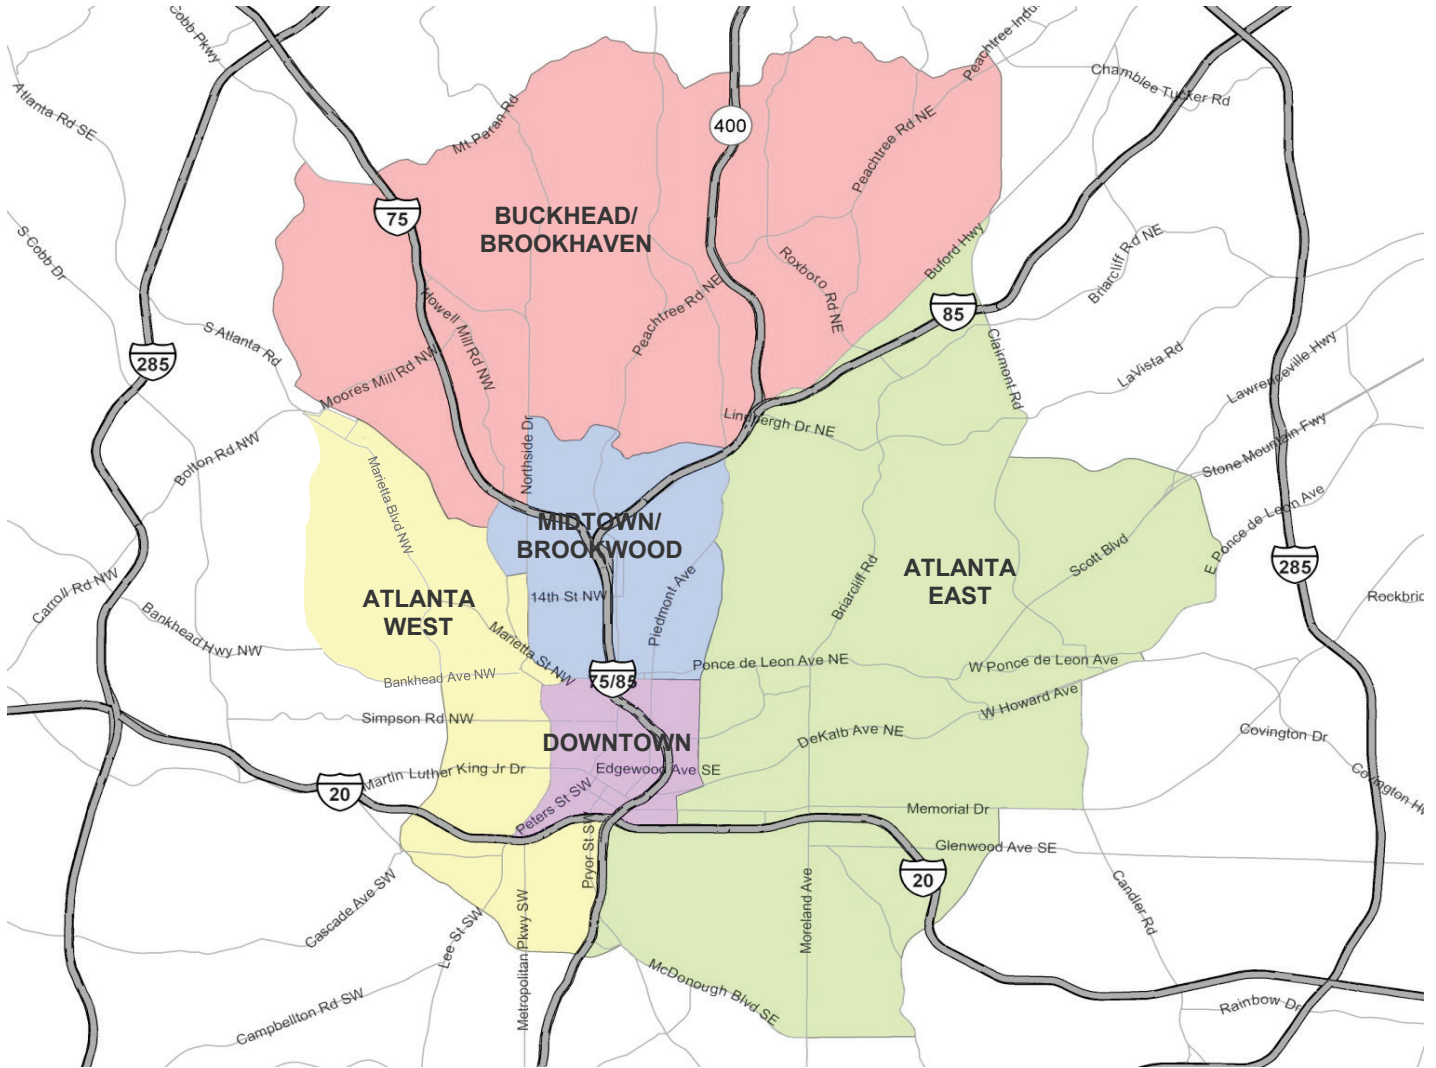 Cobb Pkwy
Peachtree Indu
Chamblee Tucker Rd
Atlanta Rd SE
Mt Paran Rd
400
Peachtree Rd NE
75
BUCKHEAD/
BROOKHAVEN
S Cobb Dr
Buford Hwy
Briarcliff Rd NE
Roxboro Rd NE
Peachtree Rd NE
Howell Mill Rd NW
85
S Atlanta Rd
285
Moores Mill Rd NW
Clairmont Rd
LaVista Rd
Lawrenceville Hwy
Lindbergh Dr NE
Northside Dr
Bolton Rd NW
Stone Mountain Fwy
Marietta Blvd NW
E Ponce de Leon Ave
MIDTOWN/
BROOKWOOD
Scott Blvd
285
ATLANTA
EAST
Briarcliff Rd
Carroll Rd NW
ATLANTA
WEST
14th St NW
Piedmont Ave
Rockbrid
Bankhead Hwy NW
Marietta St NW
Ponce de Leon Ave NE
W Ponce de Leon Ave
Bankhead Ave NW
75/85
W Howard Ave
Simpson Rd NW
DOWNTOWN
DeKalb Ave NE
Covington Dr
Martin Luther King Jr Dr
Edgewood Ave SE
Covington Hw
20
Peters St SW
Memorial Dr
Pryor St SW
Glenwood Ave SE
20
Cascade Ave SW
Lee St SW
Metropolitan Pkwy SW
Moreland Ave
Candler Rd
McDonough Blvd SE
Campbellton Rd SW
Rainbow Dr